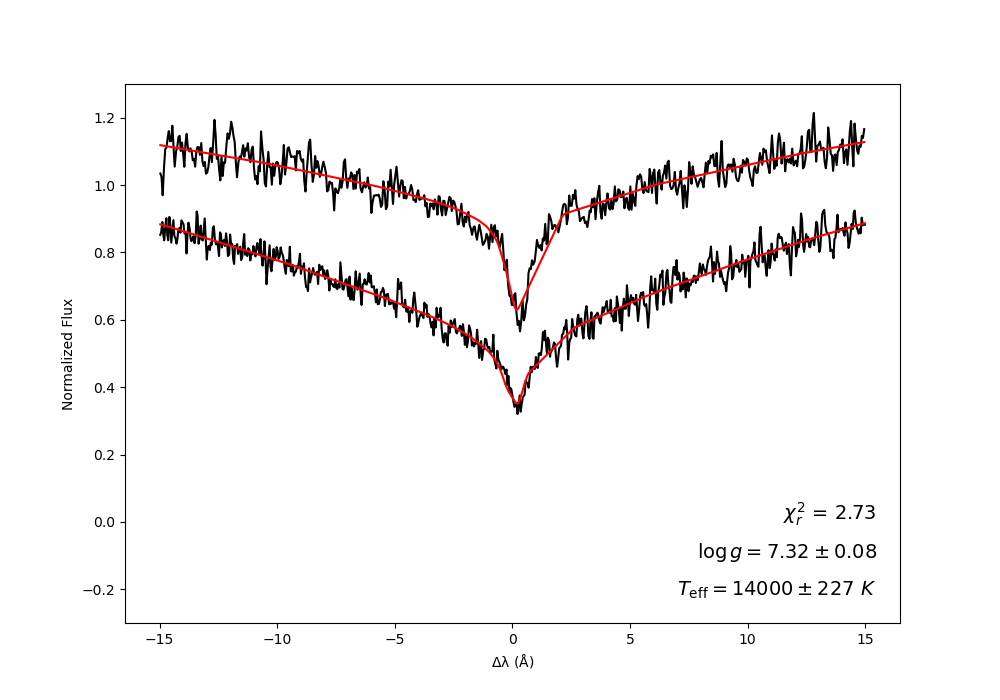 1.2
1.0
0.8
0.6
0.4
0.2
0.0
−0.2
Normalized Flux
χ²ᵣ = 2.73
log g = 7.32 ± 0.08
T_eff = 14000 ± 227 K
−15 −10 −5 0 5 10 15
Δλ (Å)